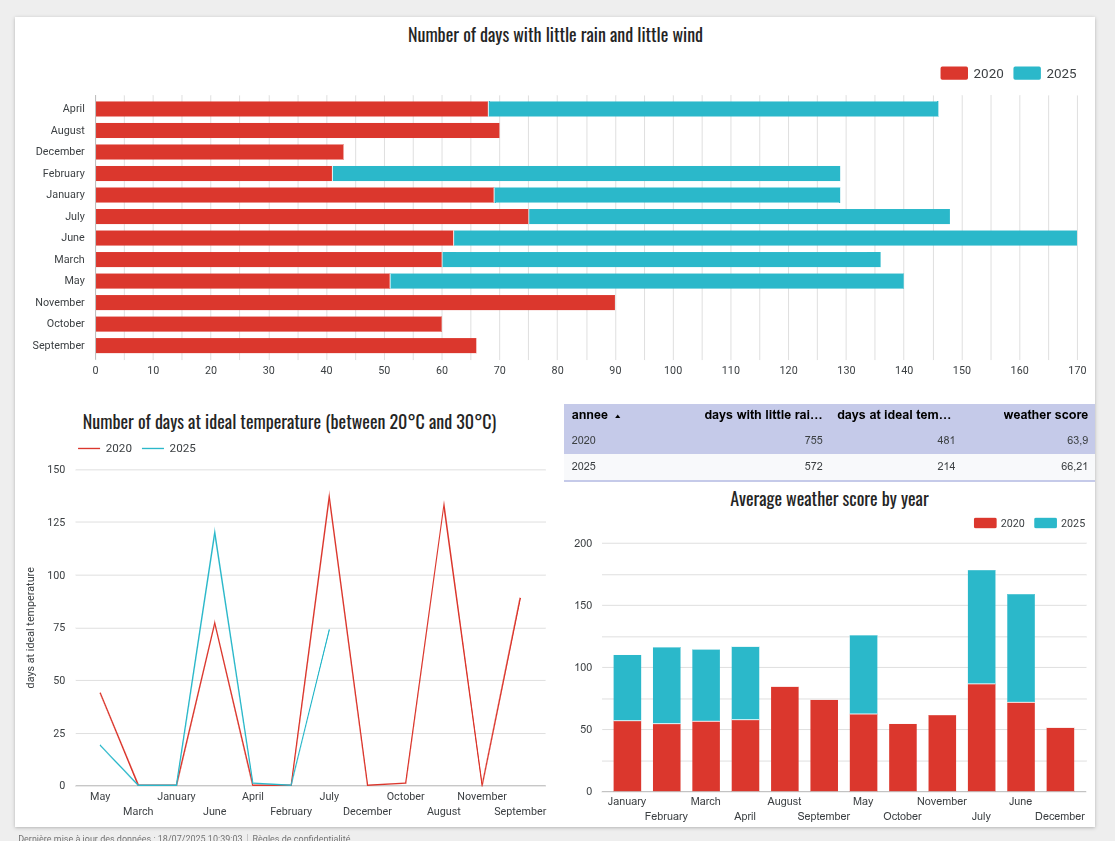 Number of days with little rain and little wind
2020 2025
April
August
December
February
January
July
June
March
May
November
October
September
0 10 20 30 40 50 60 70 80 90 100 110 120 130 140 150 160 170
Number of days at ideal temperature (between 20°C and 30°C)
2020 2025
150
125
100
75
50
25
0
days at ideal temperature
May January April July October November
March June February December August September
annee days with little rai... days at ideal tem... weather score
2020 755 481 63,9
2025 572 214 66,21
Average weather score by year
2020 2025
200
150
100
50
0
January March August May November June
February April September October July December
Dernière mise à jour des données : 18/07/2025 10:39:03 | Règles de confidentialité